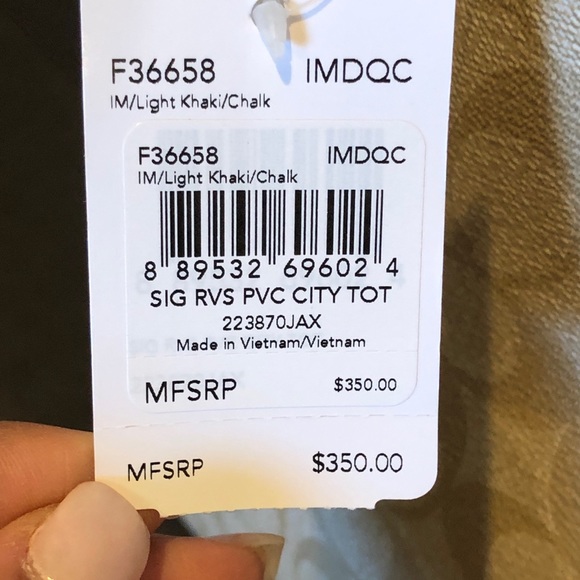 F36658 IMDQC
IM/Light Khaki/Chalk
F36658 IMDQC
IM/Light Khaki/Chalk
8 89532 69602 4
SIG RVS PVC CITY TOT
223870JAX
Made in Vietnam/Vietnam
MFSRP $350.00
MFSRP $350.00